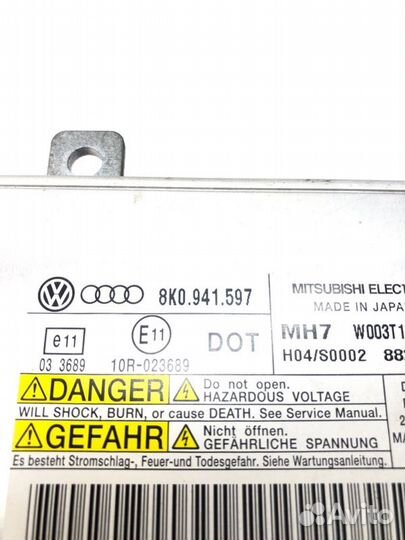 8K0.941.597
MITSUBISHI ELEC
MADE IN JAPA
e11 E11 DOT MH7 W003T1
03 3689 10R-023689 H04/S0002 88
DANGER Do not open. HAZARDOUS VOLTAGE
WILL SHOCK, BURN, or cause DEATH. See Service Manual.
GEFAHR Nicht öffnen. GEFÄHRLICHE SPANNUNG
Es besteht Stromschlag-, Feuer-und Todesgefahr. Siehe Wartungsanleitung.
Avito